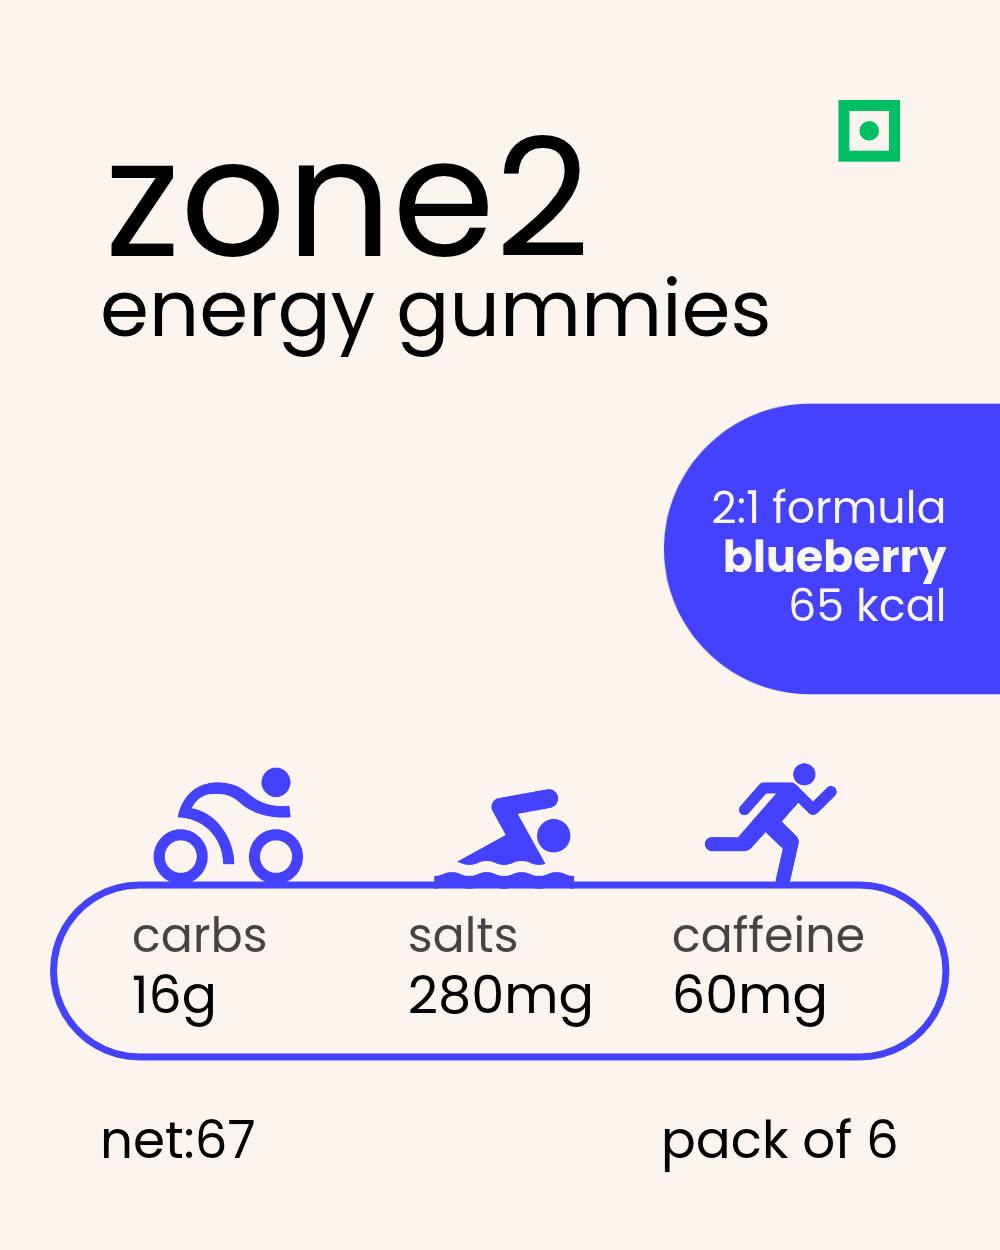 zone2
energy gummies
2:1 formula
blueberry
65 kcal
carbs
16g
salts
280mg
caffeine
60mg
net:67
pack of 6